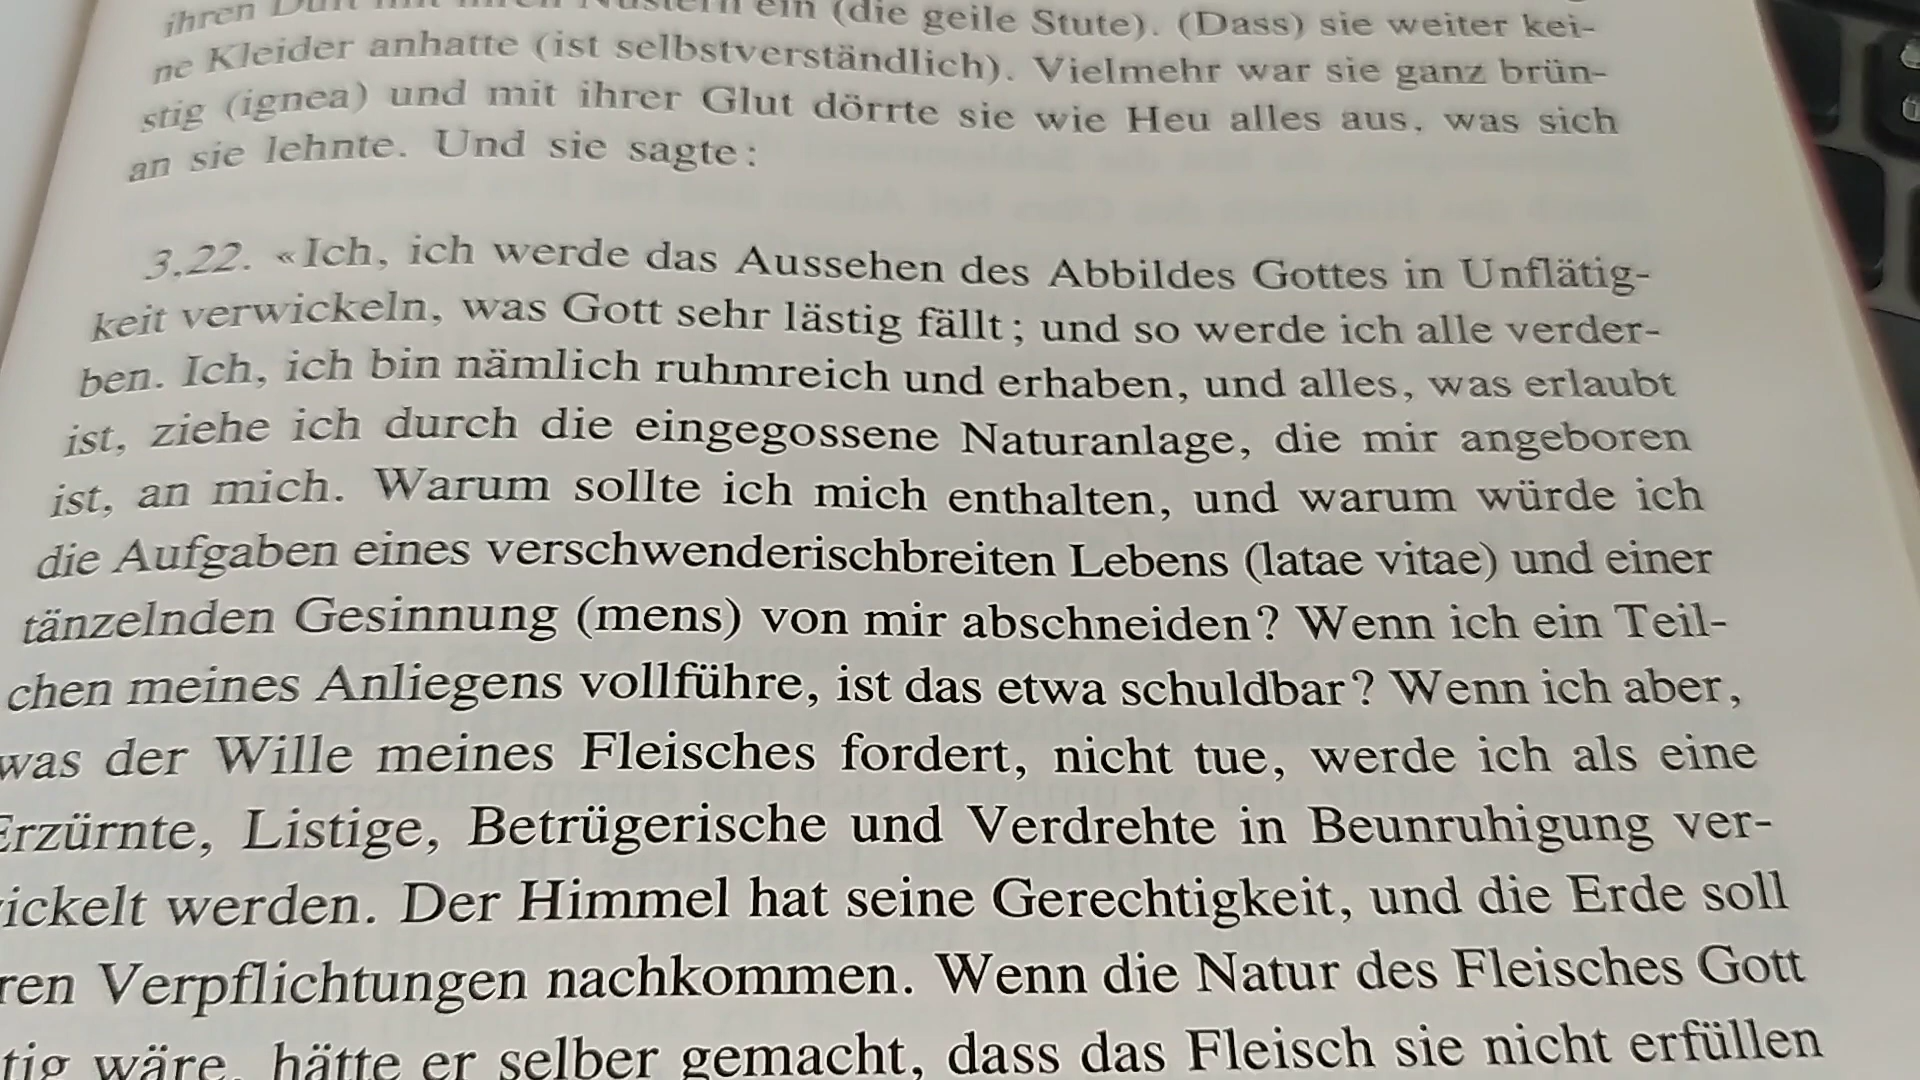 ihren Duft mit ihren Nüstern ein (die geile Stute). (Dass) sie weiter kei-
ne Kleider anhatte (ist selbstverständlich). Vielmehr war sie ganz brün-
stig (ignea) und mit ihrer Glut dörrte sie wie Heu alles aus, was sich
an sie lehnte. Und sie sagte:
3.22. «Ich, ich werde das Aussehen des Abbildes Gottes in Unflätig-
keit verwickeln, was Gott sehr lästig fällt; und so werde ich alle verder-
ben. Ich, ich bin nämlich ruhmreich und erhaben, und alles, was erlaubt
ist, ziehe ich durch die eingegossene Naturanlage, die mir angeboren
ist, an mich. Warum sollte ich mich enthalten, und warum würde ich
die Aufgaben eines verschwenderischbreiten Lebens (latae vitae) und einer
tänzelnden Gesinnung (mens) von mir abschneiden? Wenn ich ein Teil-
chen meines Anliegens vollführe, ist das etwa schuldbar? Wenn ich aber,
was der Wille meines Fleisches fordert, nicht tue, werde ich als eine
Erzürnte, Listige, Betrügerische und Verdrehte in Beunruhigung ver-
ickelt werden. Der Himmel hat seine Gerechtigkeit, und die Erde soll
ren Verpflichtungen nachkommen. Wenn die Natur des Fleisches Gott
tig wäre, hätte er selber gemacht, dass das Fleisch sie nicht erfüllen